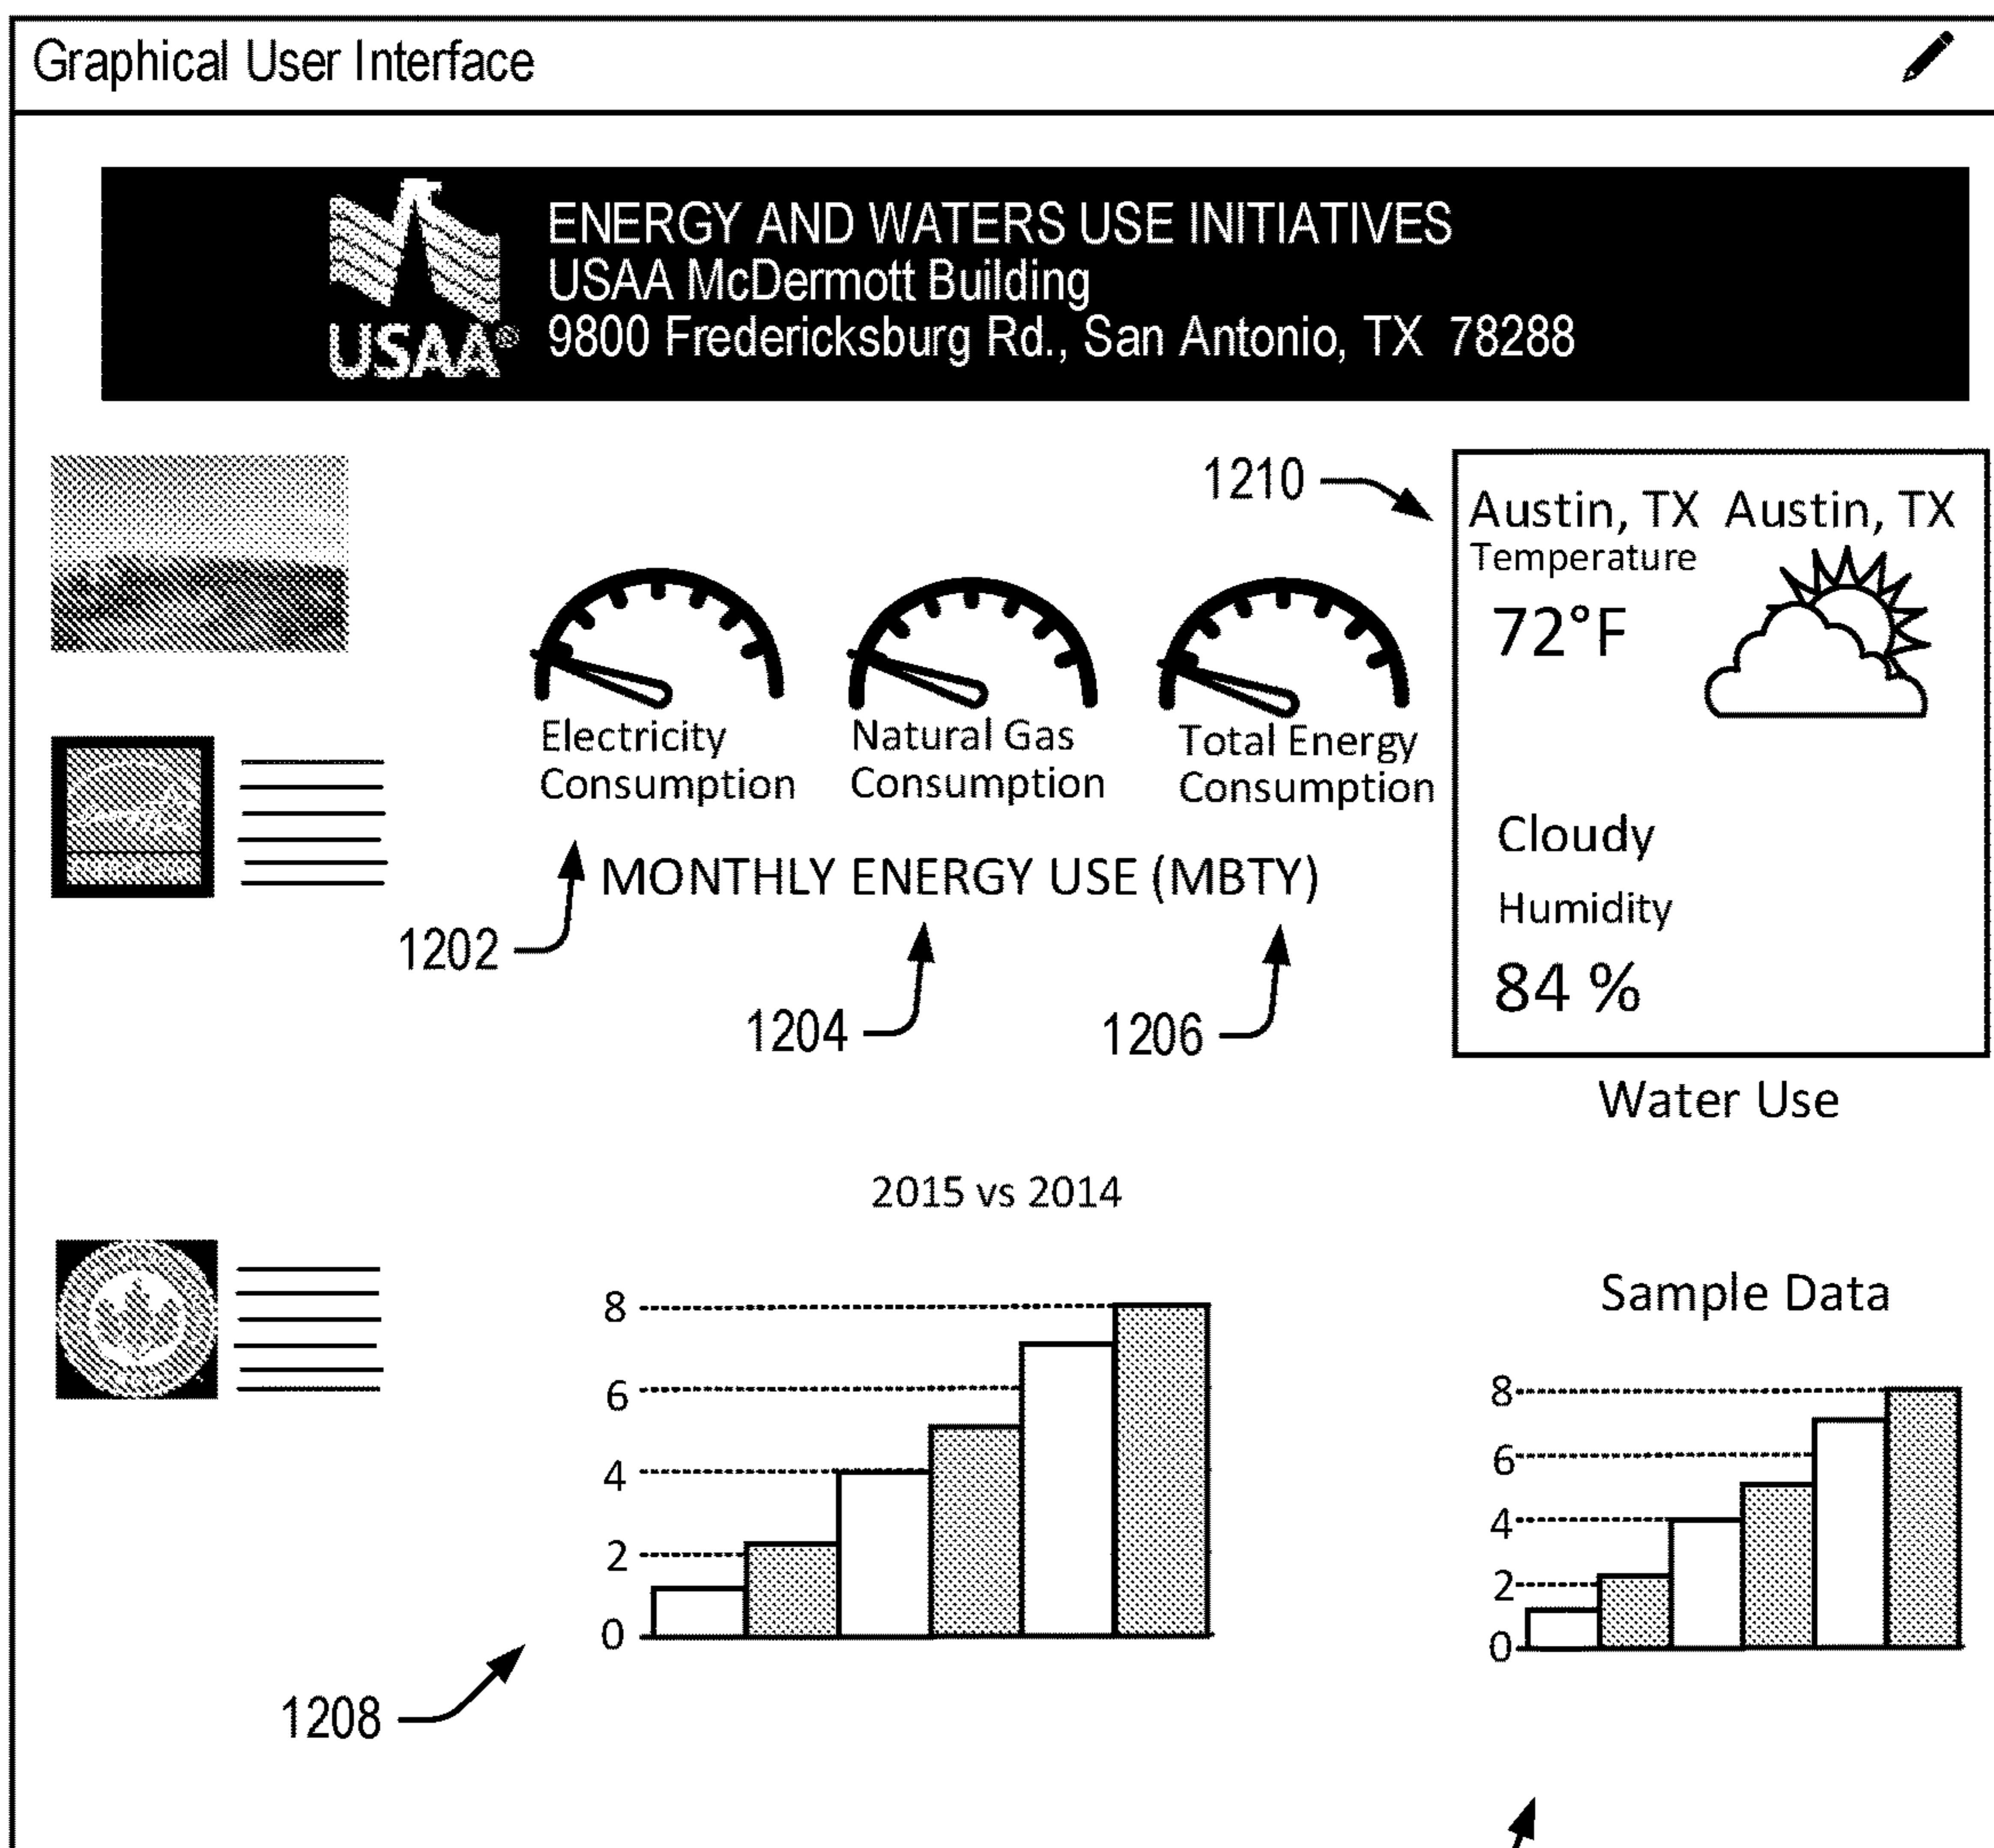 Graphical User Interface
USAA®
ENERGY AND WATERS USE INITIATIVES
USAA McDermott Building
9800 Fredericksburg Rd., San Antonio, TX 78288
1210
Austin, TX Austin, TX
Temperature
72°F
Cloudy
Humidity
84 %
Electricity
Consumption
Natural Gas
Consumption
Total Energy
Consumption
MONTHLY ENERGY USE (MBTY)
1202
1204
1206
Water Use
2015 vs 2014
8
6
4
2
0
1208
Sample Data
8
6
4
2
0